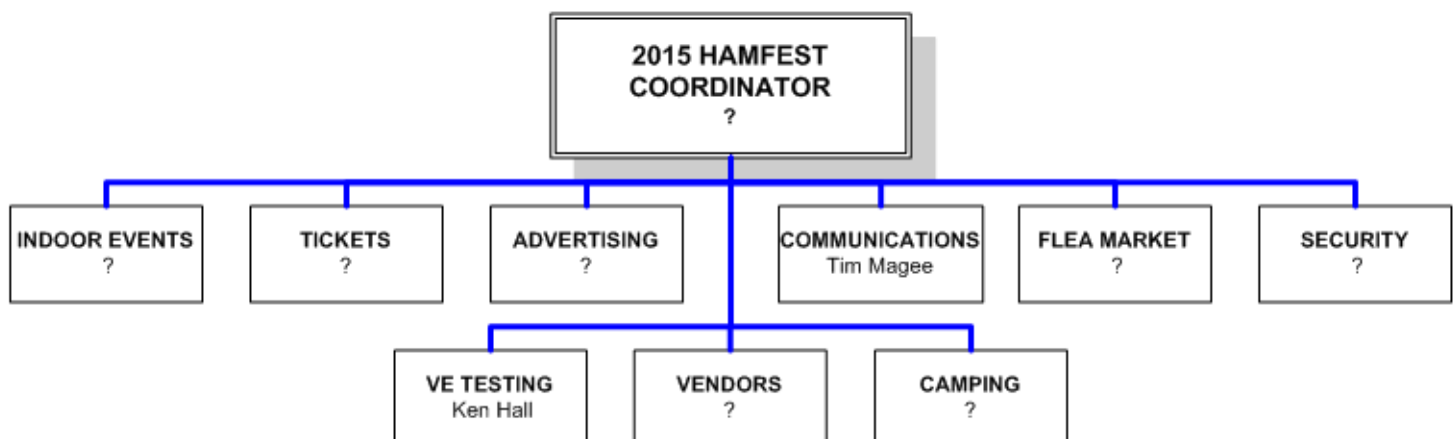 2015 HAMFEST
COORDINATOR
?
INDOOR EVENTS
?
TICKETS
?
ADVERTISING
?
COMMUNICATIONS
Tim Magee
FLEA MARKET
?
SECURITY
?
VE TESTING
Ken Hall
VENDORS
?
CAMPING
?